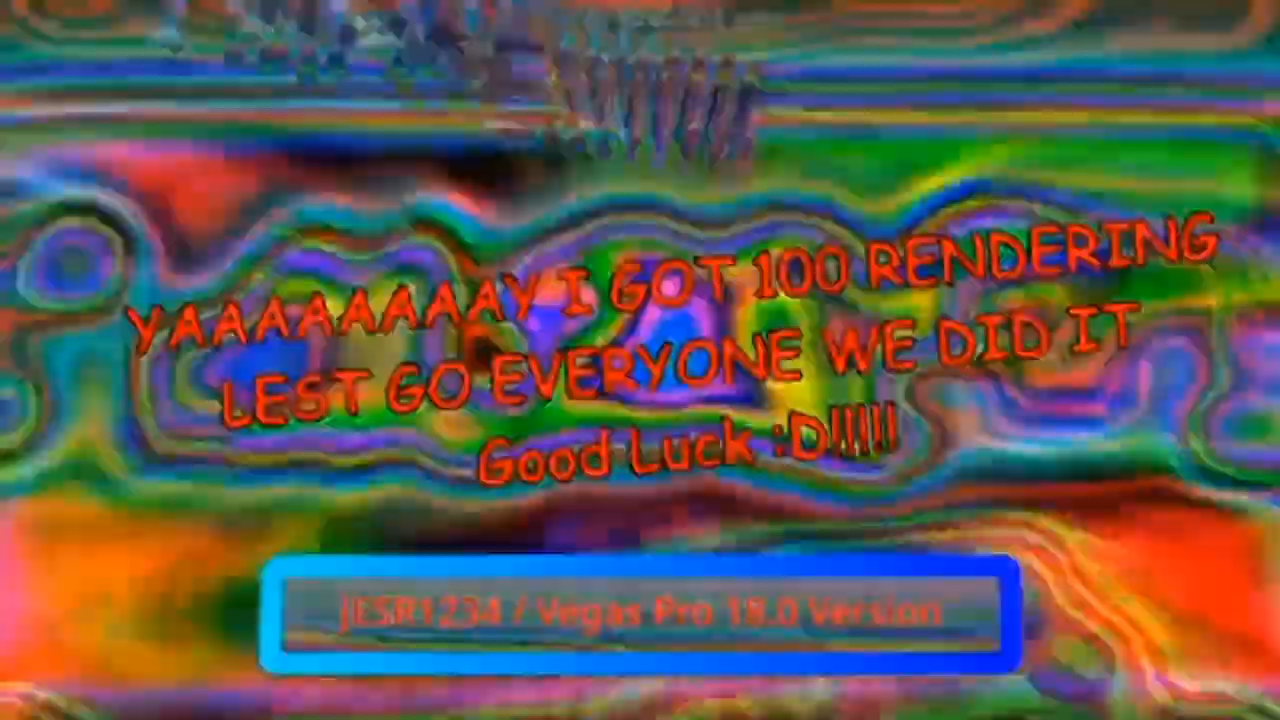 YAAAAAAAAY I GOT 100 RENDERING
LEST GO EVERYONE WE DID IT
Good Luck :D!!!!!
JESR1234 / Vegas Pro 18.0 Version